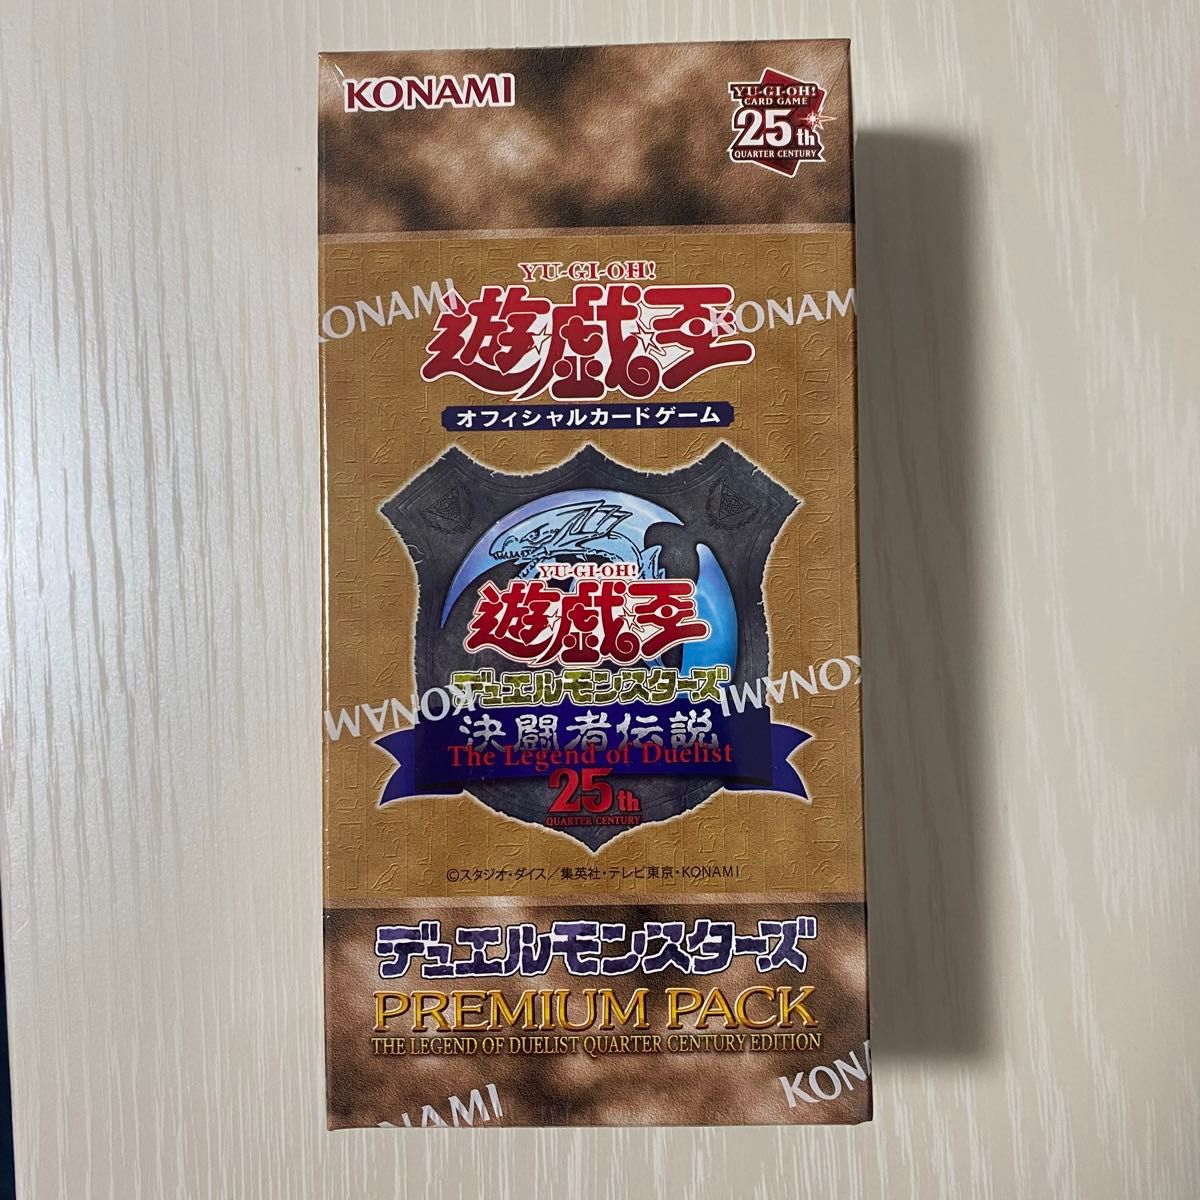 KONAMI
YU-GI-OH!
CARD GAME
25th
QUARTER CENTURY
YU-GI-OH!
KONAMI
KONAMI
遊☆戯☆王
オフィシャルカードゲーム
YU-GI-OH!
遊☆戯☆王
デュエルモンスターズ
KONAMI
KONAMI
決闘者伝説
The Legend of Duelist
25th
QUARTER CENTURY
©スタジオ・ダイス／集英社・テレビ東京・KONAMI
デュエルモンスターズ
PREMIUM PACK
THE LEGEND OF DUELIST QUARTER CENTURY EDITION
KONA
NAMI